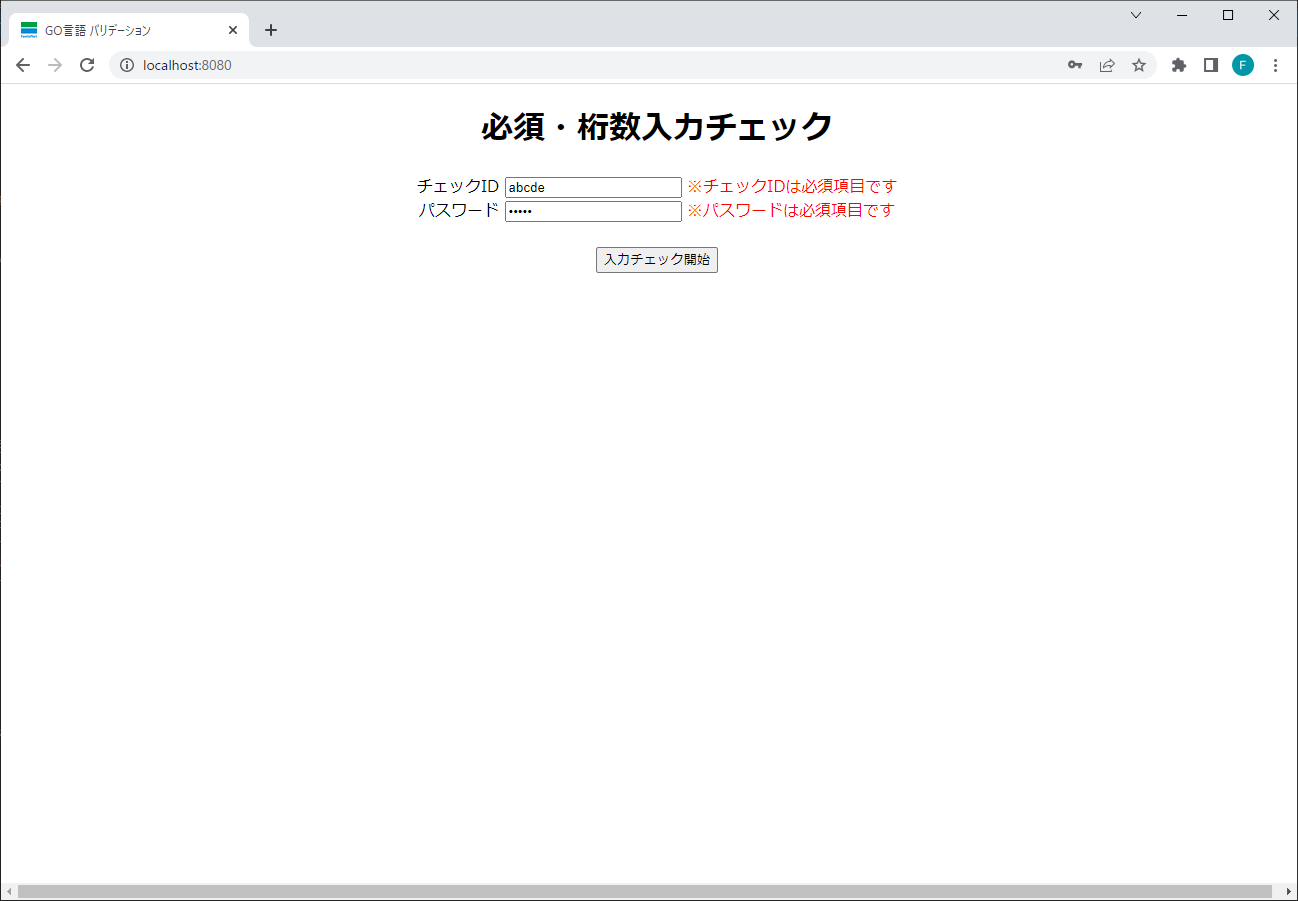 GO言語 バリデーション
localhost:8080
F
必須・桁数入力チェック
チェックID abcde ※チェックIDは必須項目です
パスワード ••••• ※パスワードは必須項目です
入力チェック開始